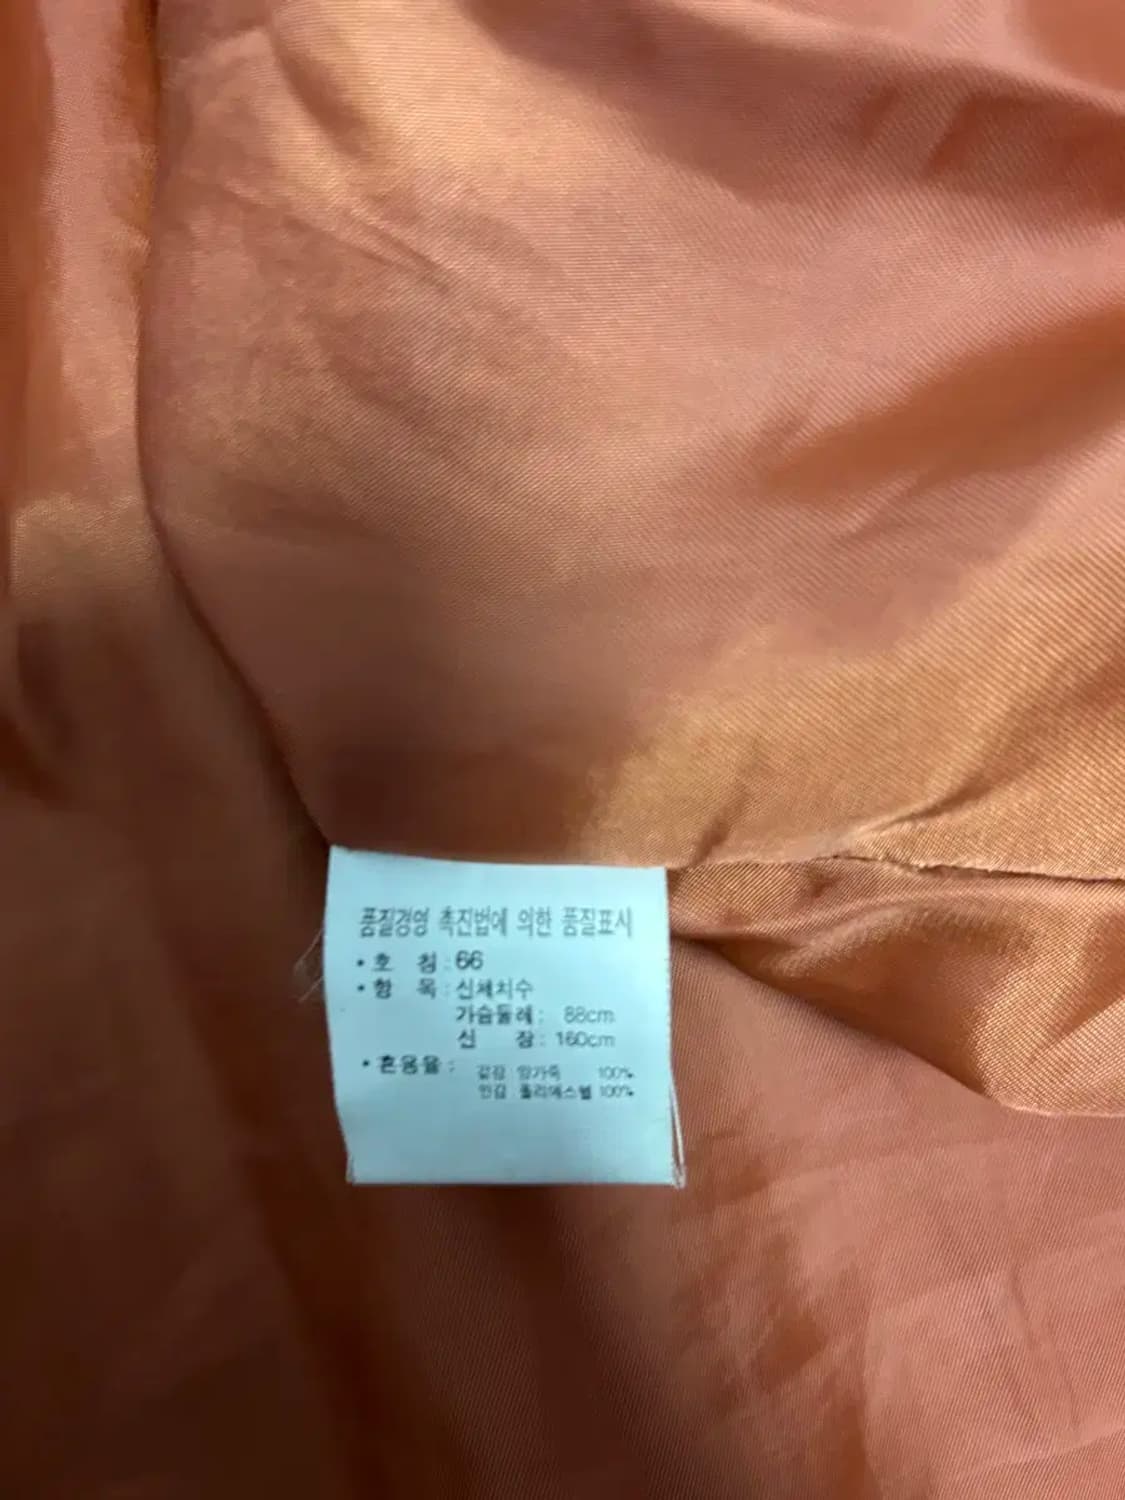 품질경영 촉진법에 의한 품질표시
• 호 칭 : 66
• 항 목 : 신체치수
가슴둘레 : 88cm
신 장 : 160cm
• 혼용율 :
겉감 양가죽 100%
안감 폴리에스텔 100%